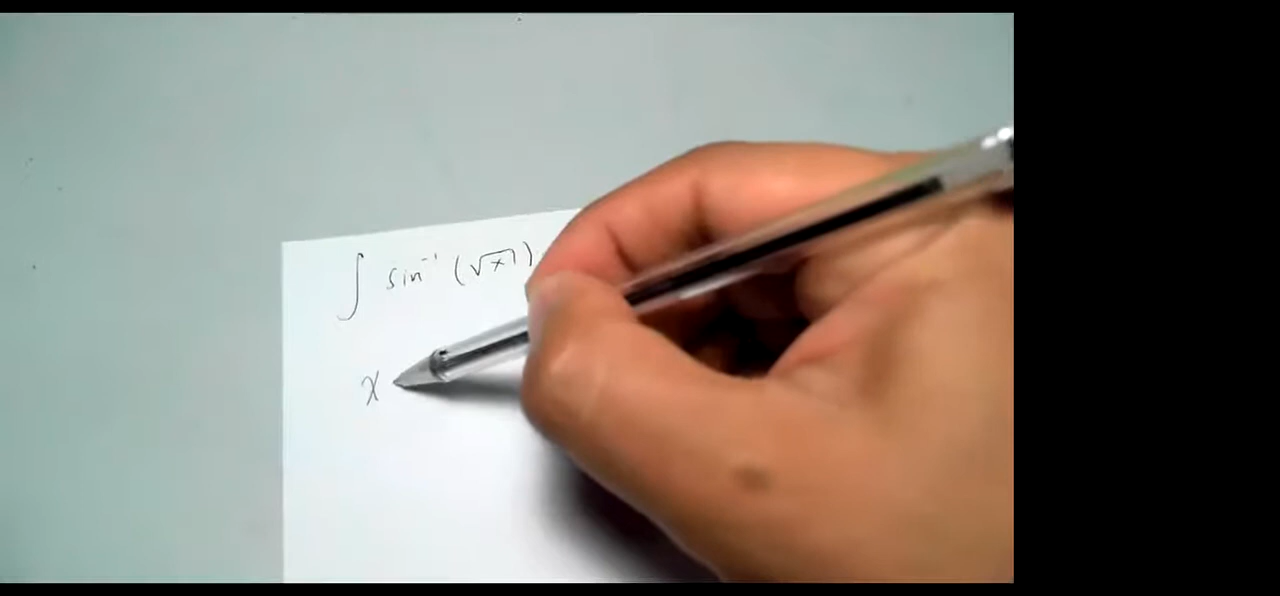 ∫ sin⁻¹ (√x)
x